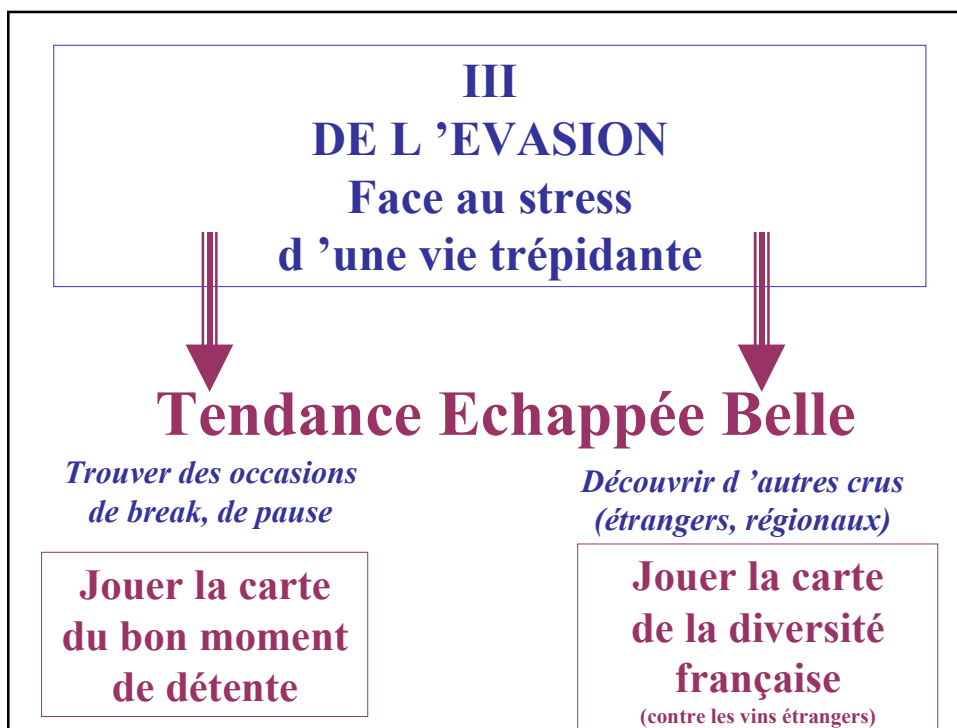 III
DE L ’EVASION
Face au stress
d ’une vie trépidante
Tendance Echappée Belle
Trouver des occasions
de break, de pause
Jouer la carte
du bon moment
de détente
Découvrir d ’autres crus
(étrangers, régionaux)
Jouer la carte
de la diversité
française
(contre les vins étrangers)